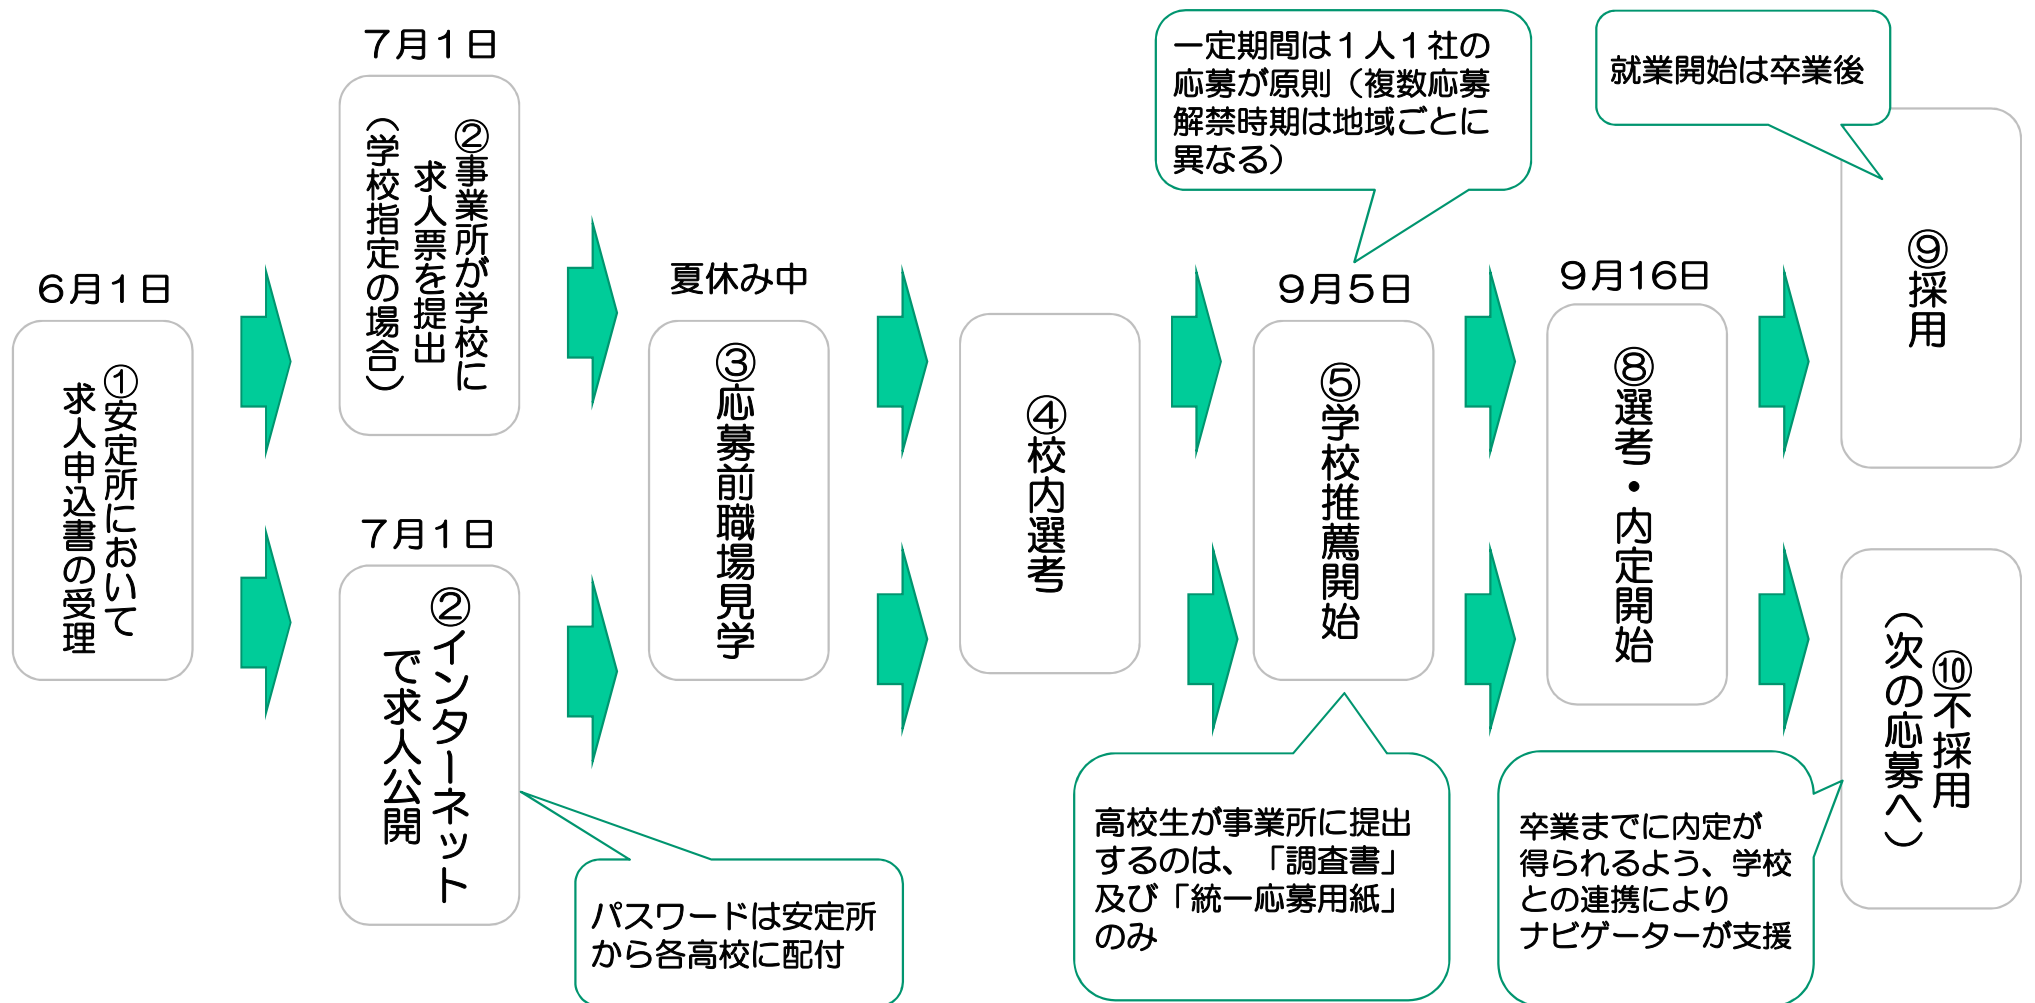 6月1日
①安定所において
求人申込書の受理
7月1日
②事業所が学校に
求人票を提出
（学校指定の場合）
7月1日
②インターネット
で求人公開
パスワードは安定所
から各高校に配付
夏休み中
③応募前職場見学
④校内選考
一定期間は１人１社の
応募が原則（複数応募
解禁時期は地域ごとに
異なる）
9月5日
⑤学校推薦開始
高校生が事業所に提出
するのは、「調査書」
及び「統一応募用紙」
のみ
9月16日
⑧選考・内定開始
就業開始は卒業後
⑨採用
⑩不採用
（次の応募へ）
卒業までに内定が
得られるよう、学校
との連携により
ナビゲーターが支援